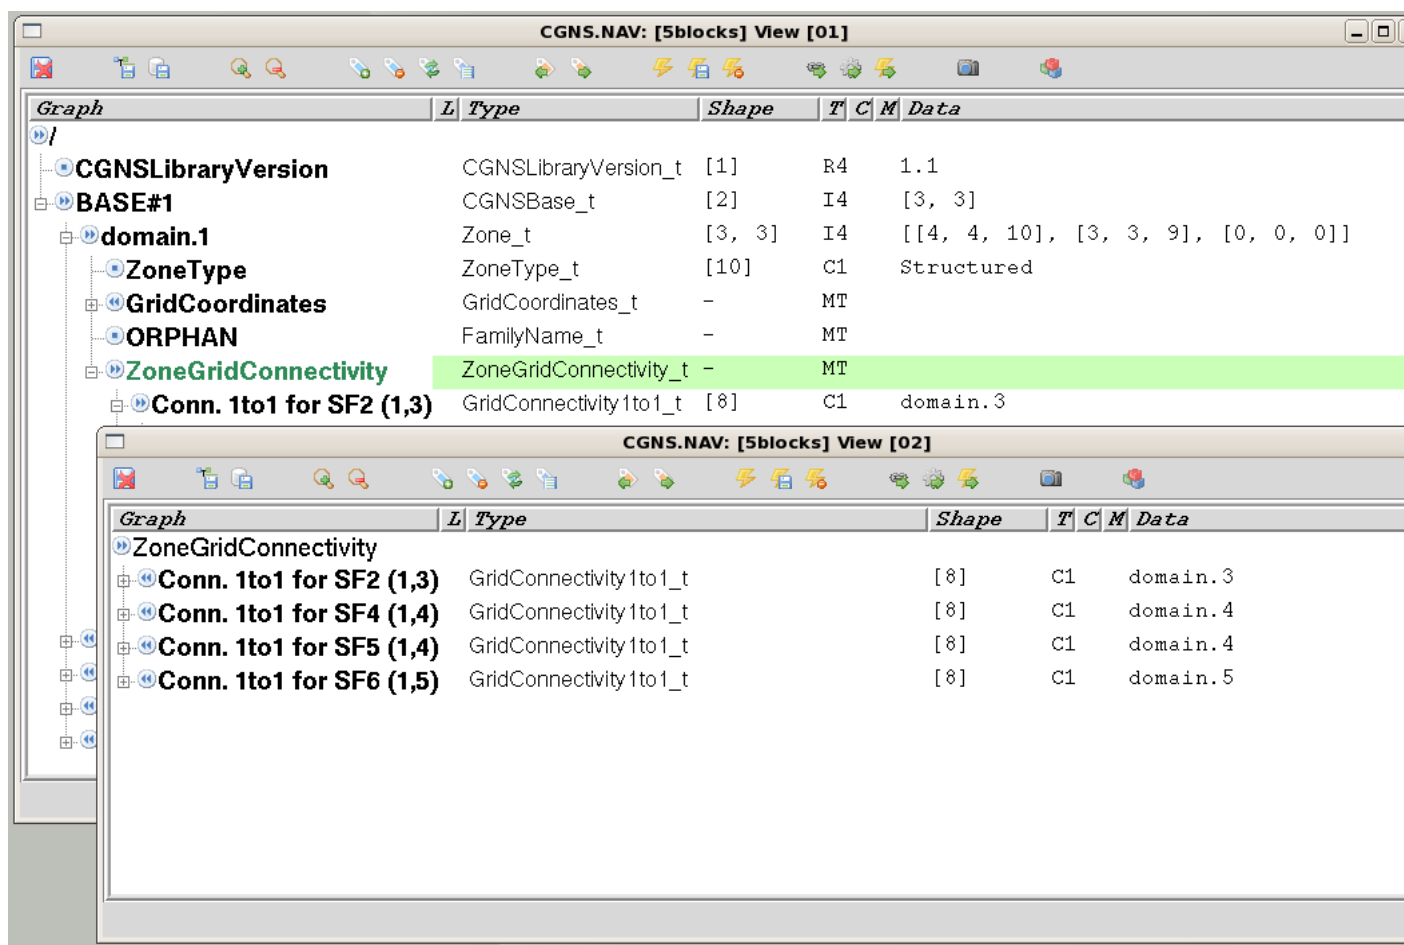 CGNS.NAV: [5blocks] View [01]
Graph L Type Shape T C M Data
/
CGNSLibraryVersion CGNSLibraryVersion_t [1] R4 1.1
BASE#1 CGNSBase_t [2] I4 [3, 3]
domain.1 Zone_t [3, 3] I4 [[4, 4, 10], [3, 3, 9], [0, 0, 0]]
ZoneType ZoneType_t [10] C1 Structured
GridCoordinates GridCoordinates_t - MT
ORPHAN FamilyName_t - MT
ZoneGridConnectivity ZoneGridConnectivity_t - MT
Conn. 1to1 for SF2 (1,3) GridConnectivity1to1_t [8] C1 domain.3
CGNS.NAV: [5blocks] View [02]
Graph L Type Shape T C M Data
ZoneGridConnectivity
Conn. 1to1 for SF2 (1,3) GridConnectivity1to1_t [8] C1 domain.3
Conn. 1to1 for SF4 (1,4) GridConnectivity1to1_t [8] C1 domain.4
Conn. 1to1 for SF5 (1,4) GridConnectivity1to1_t [8] C1 domain.4
Conn. 1to1 for SF6 (1,5) GridConnectivity1to1_t [8] C1 domain.5